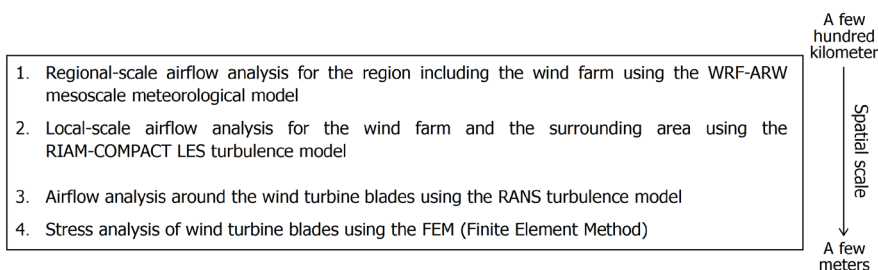 A few
hundred
kilometer
1. Regional-scale airflow analysis for the region including the wind farm using the WRF-ARW
mesoscale meteorological model
2. Local-scale airflow analysis for the wind farm and the surrounding area using the
RIAM-COMPACT LES turbulence model
3. Airflow analysis around the wind turbine blades using the RANS turbulence model
4. Stress analysis of wind turbine blades using the FEM (Finite Element Method)
Spatial scale
A few
meters